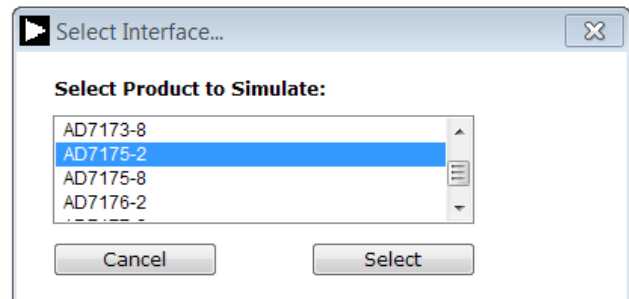 Select Interface...
Select Product to Simulate:
AD7173-8
AD7175-2
AD7175-8
AD7176-2
Cancel Select